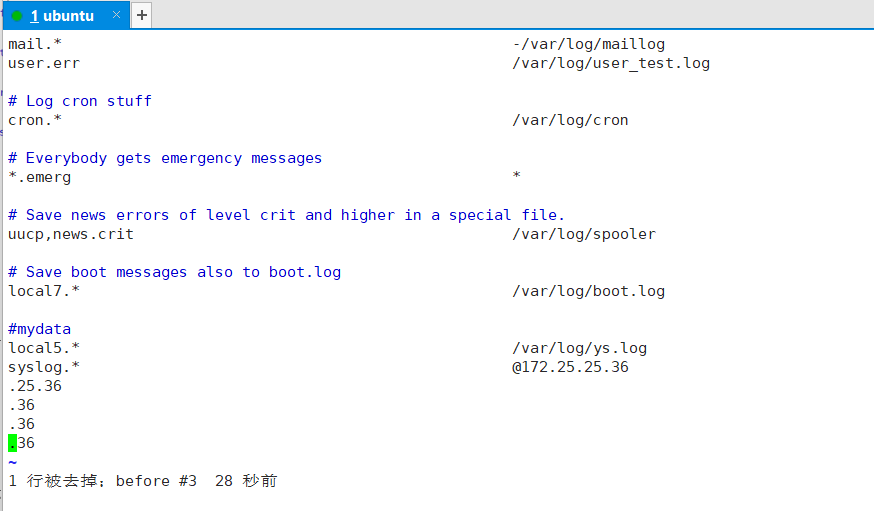 1 ubuntu × +
mail.* -/var/log/maillog
user.err /var/log/user_test.log
# Log cron stuff
cron.* /var/log/cron
# Everybody gets emergency messages
*.emerg *
# Save news errors of level crit and higher in a special file.
uucp,news.crit /var/log/spooler
# Save boot messages also to boot.log
local7.* /var/log/boot.log
#mydata
local5.* /var/log/ys.log
syslog.* @172.25.25.36
.25.36
.36
.36
.36
~
1 行被去掉；before #3 28 秒前